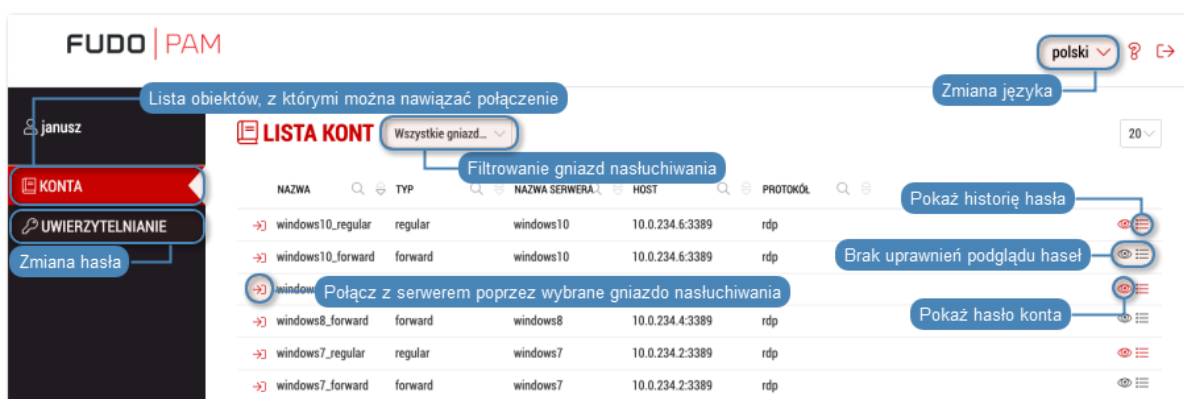 FUDO PAM
polski
Zmiana języka
Lista obiektów, z którymi można nawiązać połączenie
janusz
LISTA KONT
Wszystkie gniazd...
20
Filtrowanie gniazd nasłuchiwania
KONTA
NAZWA TYP NAZWA SERWERA HOST PROTOKÓŁ
Pokaż historię hasła
UWIERZYTELNIANIE
windows10_regular regular windows10 10.0.234.6:3389 rdp
Zmiana hasła
windows10_forward forward windows10 10.0.234.6:3389 rdp
Brak uprawnień podglądu haseł
Połącz z serwerem poprzez wybrane gniazdo nasłuchiwania
Pokaż hasło konta
windows8_forward forward windows8 10.0.234.4:3389 rdp
windows7_regular regular windows7 10.0.234.2:3389 rdp
windows7_forward forward windows7 10.0.234.2:3389 rdp